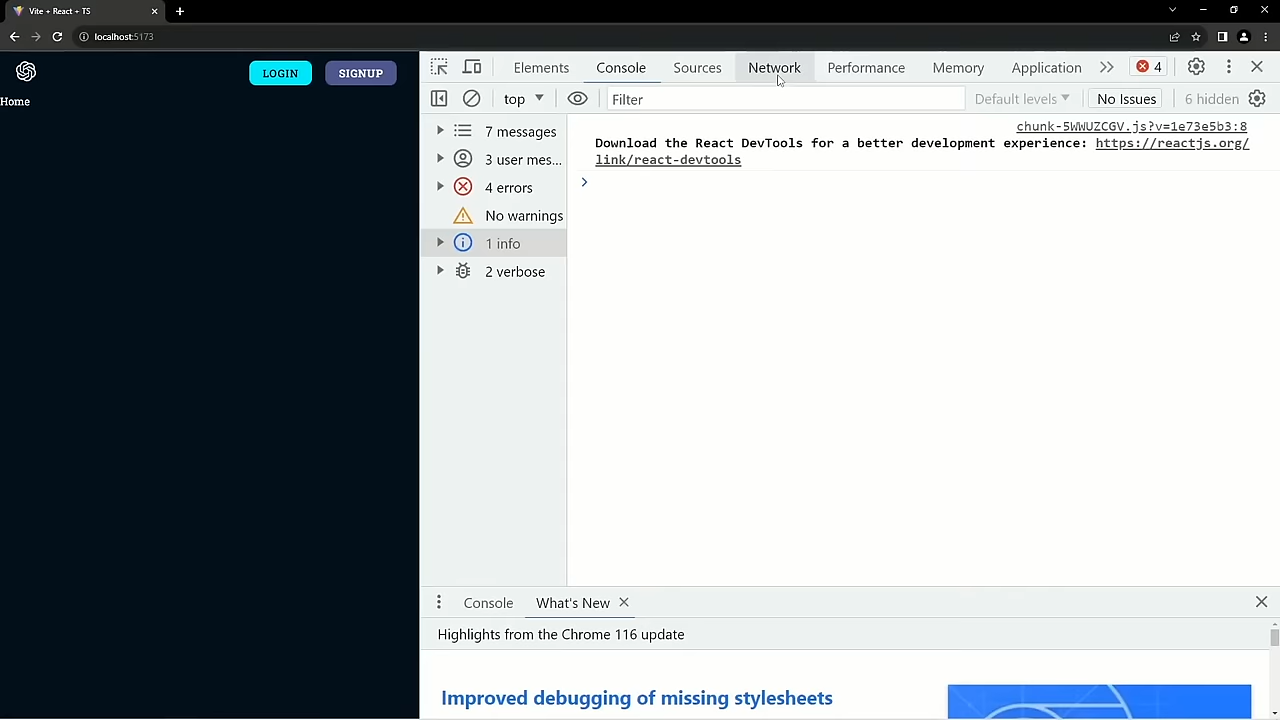 Vite + React + TS
localhost:5173
LOGIN
SIGNUP
Home
Elements
Console
Sources
Network
Performance
Memory
Application
4
top
Filter
Default levels
No Issues
6 hidden
7 messages
3 user mes...
4 errors
No warnings
1 info
2 verbose
chunk-5WWUZCGV.js?v=1e73e5b3:8
Download the React DevTools for a better development experience: https://reactjs.org/
link/react-devtools
Console
What's New
Highlights from the Chrome 116 update
Improved debugging of missing stylesheets